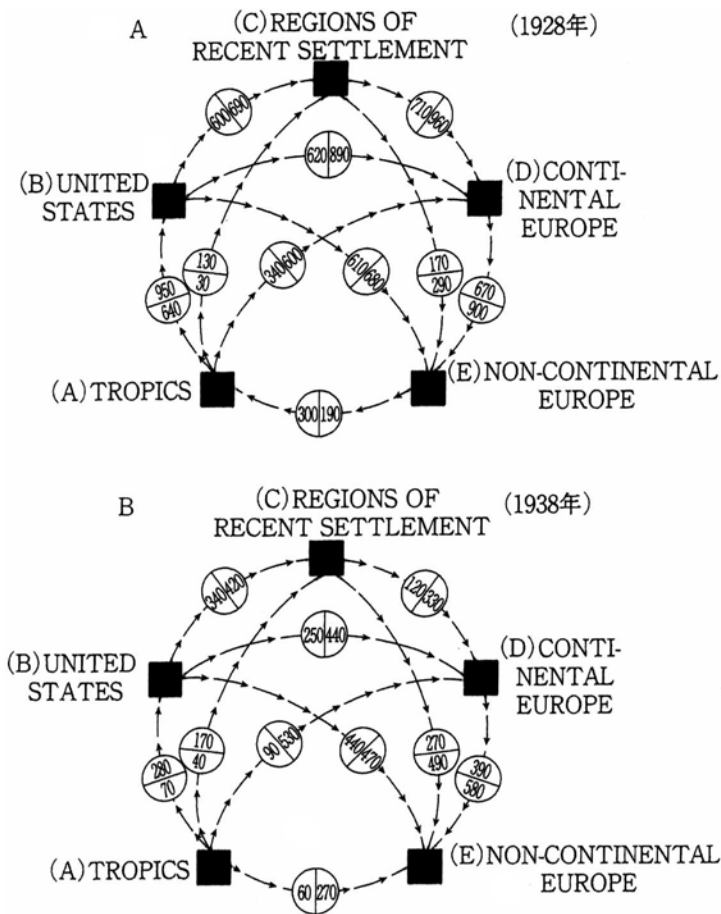 A
(C)REGIONS OF
RECENT SETTLEMENT
(1928年)
600 690
710 960
620 890
(B)UNITED
STATES
(D)CONTI-
NENTAL
EUROPE
950
640
130
30
340 600
610 680
170
290
670
900
(A)TROPICS
(E)NON-CONTINENTAL
EUROPE
300 190
B
(C)REGIONS OF
RECENT SETTLEMENT
(1938年)
340 420
120 330
250 440
(B)UNITED
STATES
(D)CONTI-
NENTAL
EUROPE
280
70
170
40
90 530
440 470
270
490
390
580
(A)TROPICS
(E)NON-CONTINENTAL
EUROPE
60 270